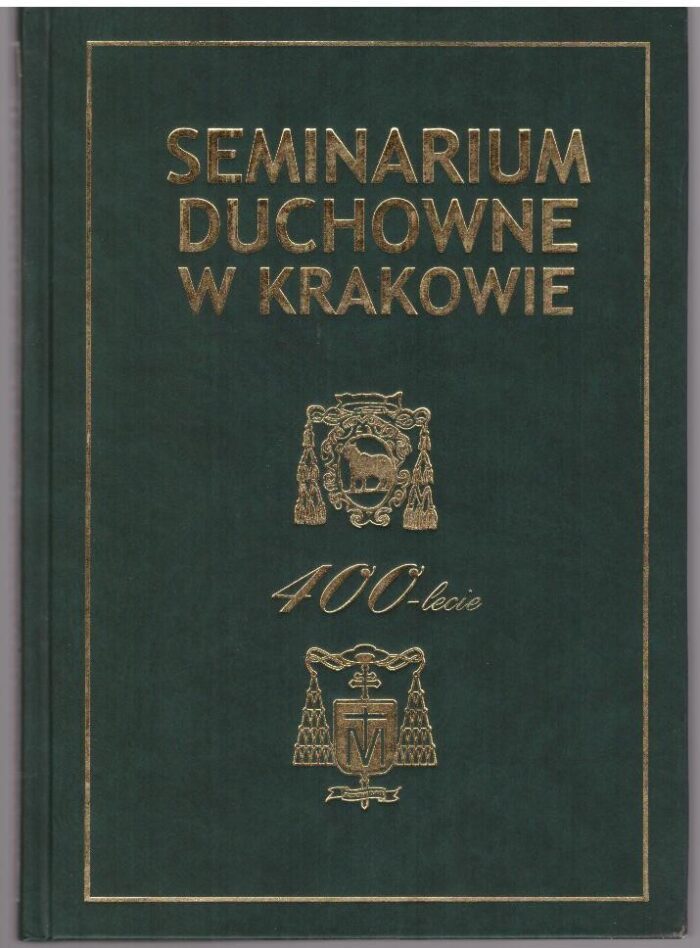 SEMINARIUM
DUCHOWNE
W KRAKOWIE
400-lecie